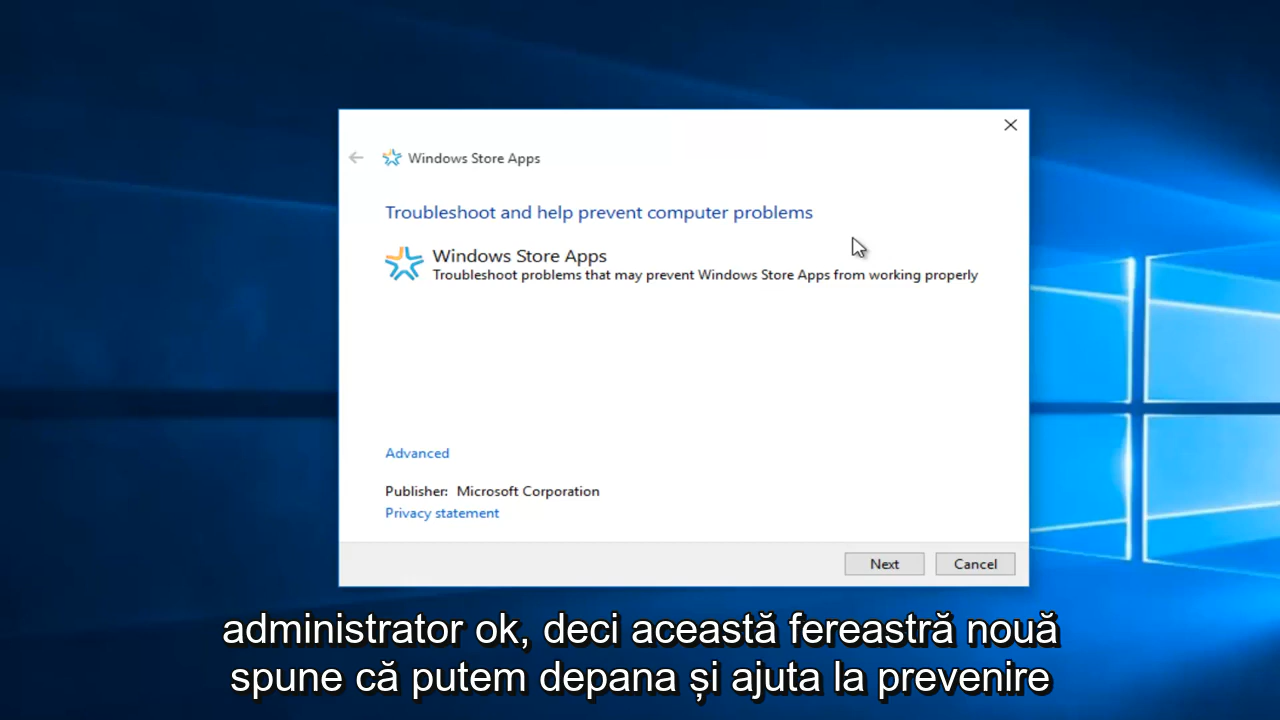 Windows Store Apps
Troubleshoot and help prevent computer problems
Windows Store Apps
Troubleshoot problems that may prevent Windows Store Apps from working properly
Advanced
Publisher: Microsoft Corporation
Privacy statement
Next Cancel
administrator ok, deci această fereastră nouă
spune că putem depana și ajuta la prevenire